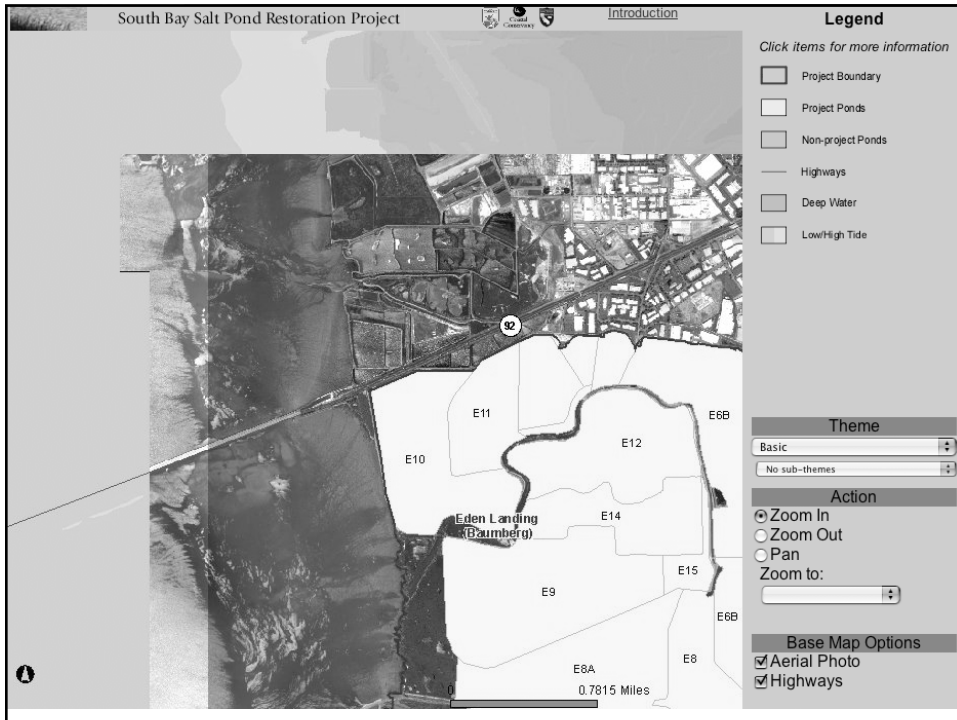 South Bay Salt Pond Restoration Project
Coastal
Conservancy
Introduction
Legend
Click items for more information
Project Boundary
Project Ponds
Non-project Ponds
Highways
Deep Water
Low/High Tide
92
E11
E6B
E10
E12
Eden Landing
(Baumberg)
E14
E15
E9
E6B
E8
E8A
0
0.7815 Miles
Theme
Basic
No sub-themes
Action
Zoom In
Zoom Out
Pan
Zoom to:
Base Map Options
Aerial Photo
Highways